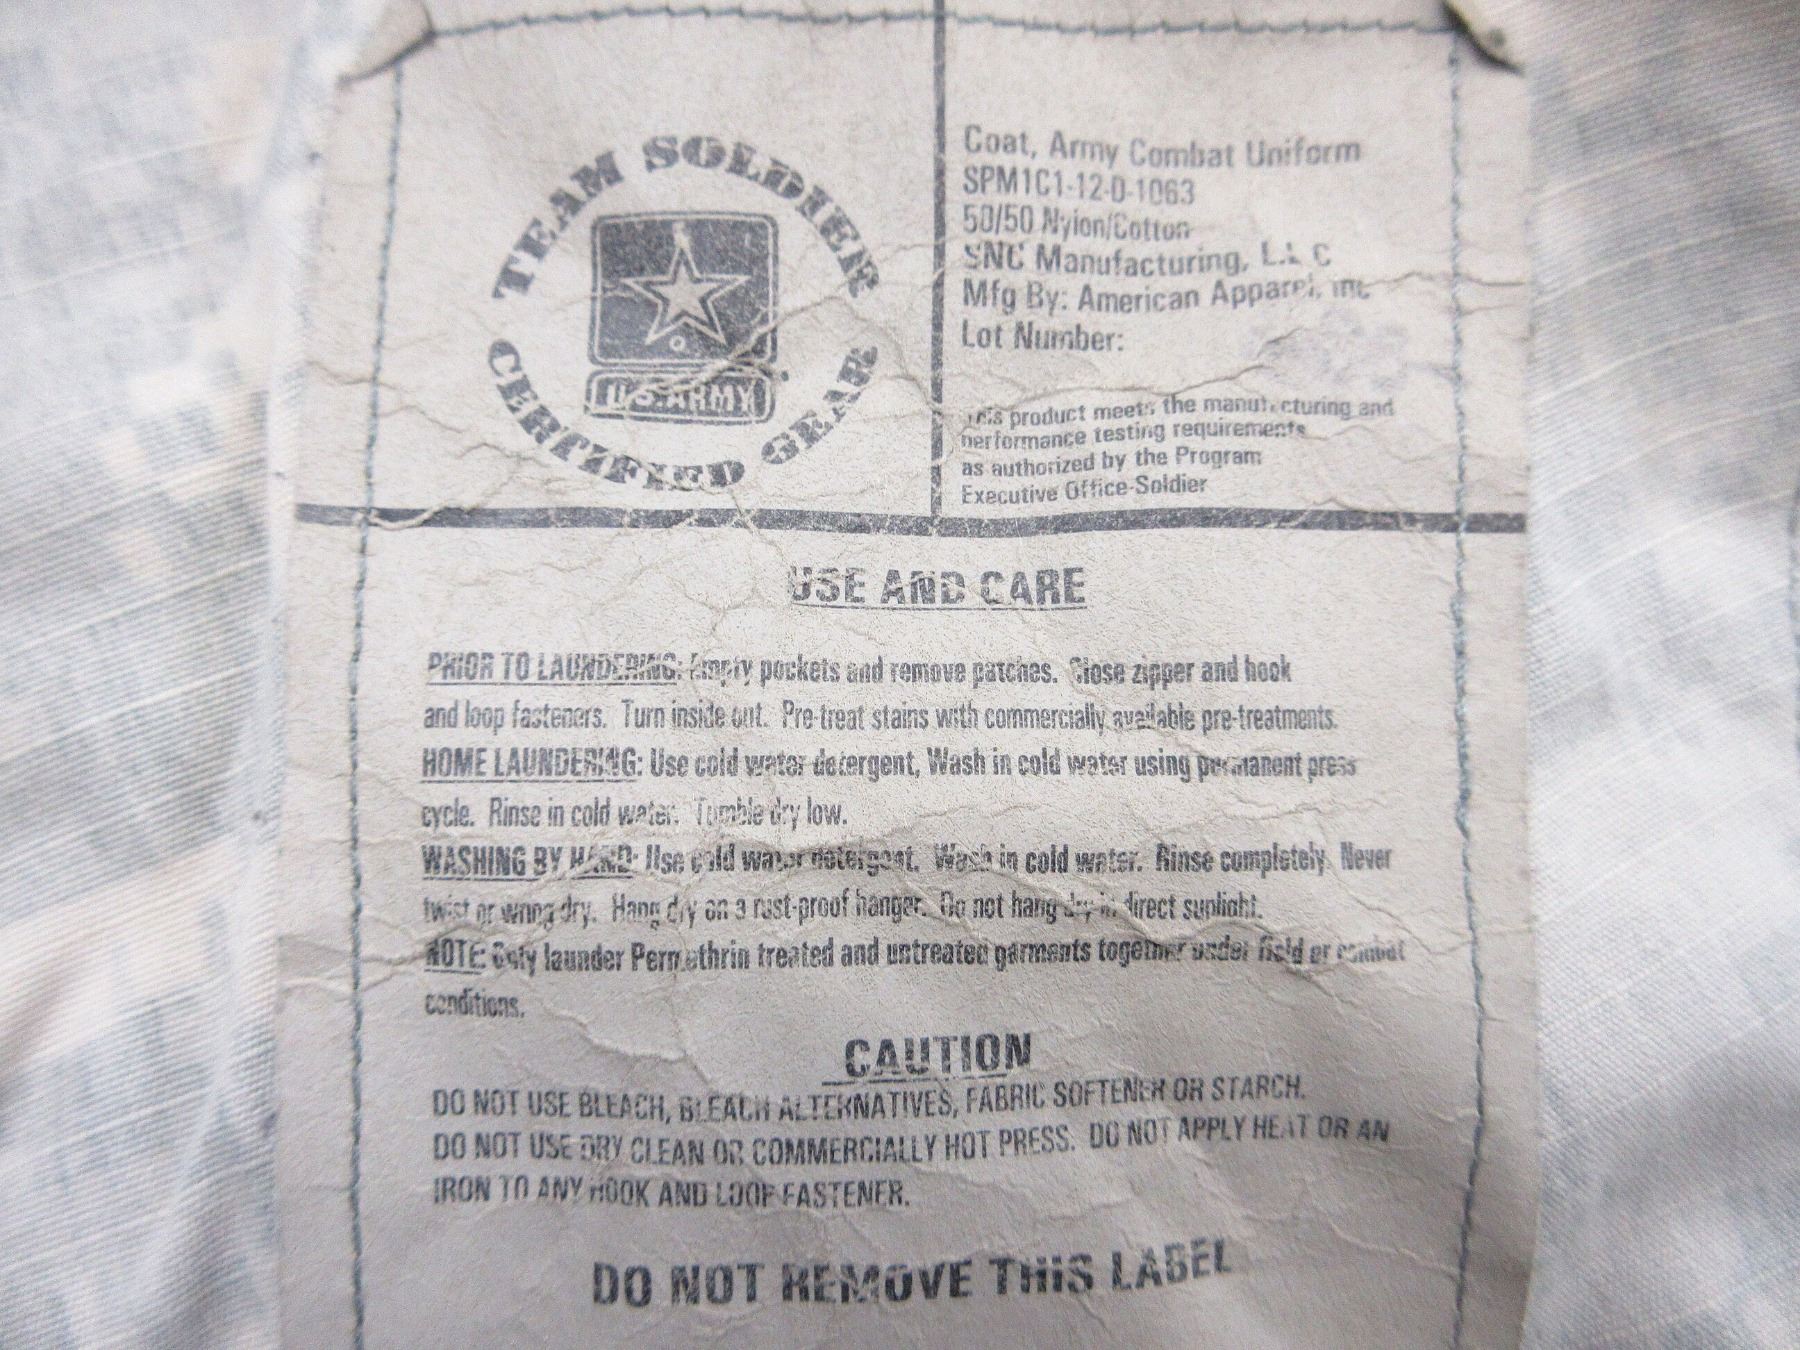 TEAM SOLDIER
U.S.ARMY
CERTIFIED GEAR
Coat, Army Combat Uniform
SPM1C1-12-D-1063
50/50 Nylon/Cotton
SNC Manufacturing, L.L C
Mfg By: American Apparel, Inc
Lot Number:
This product meets the manufacturing and
performance testing requirements
as authorized by the Program
Executive Office-Soldier
USE AND CARE
PRIOR TO LAUNDERING: Empty pockets and remove patches. Close zipper and hook
and loop fasteners. Turn inside out. Pre-treat stains with commercially available pre-treatments.
HOME LAUNDERING: Use cold water detergent, Wash in cold water using permanent press
cycle. Rinse in cold water. Tumble dry low.
WASHING BY HAND: Use cold water detergent. Wash in cold water. Rinse completely. Never
twist or wring dry. Hang dry on a rust-proof hanger. Do not hang dry in direct sunlight.
NOTE: Only launder Permethrin treated and untreated garments together under field or combat
conditions.
CAUTION
DO NOT USE BLEACH, BLEACH ALTERNATIVES, FABRIC SOFTENER OR STARCH.
DO NOT USE DRY CLEAN OR COMMERCIALLY HOT PRESS. DO NOT APPLY HEAT OR AN
IRON TO ANY HOOK AND LOOP FASTENER.
DO NOT REMOVE THIS LABEL